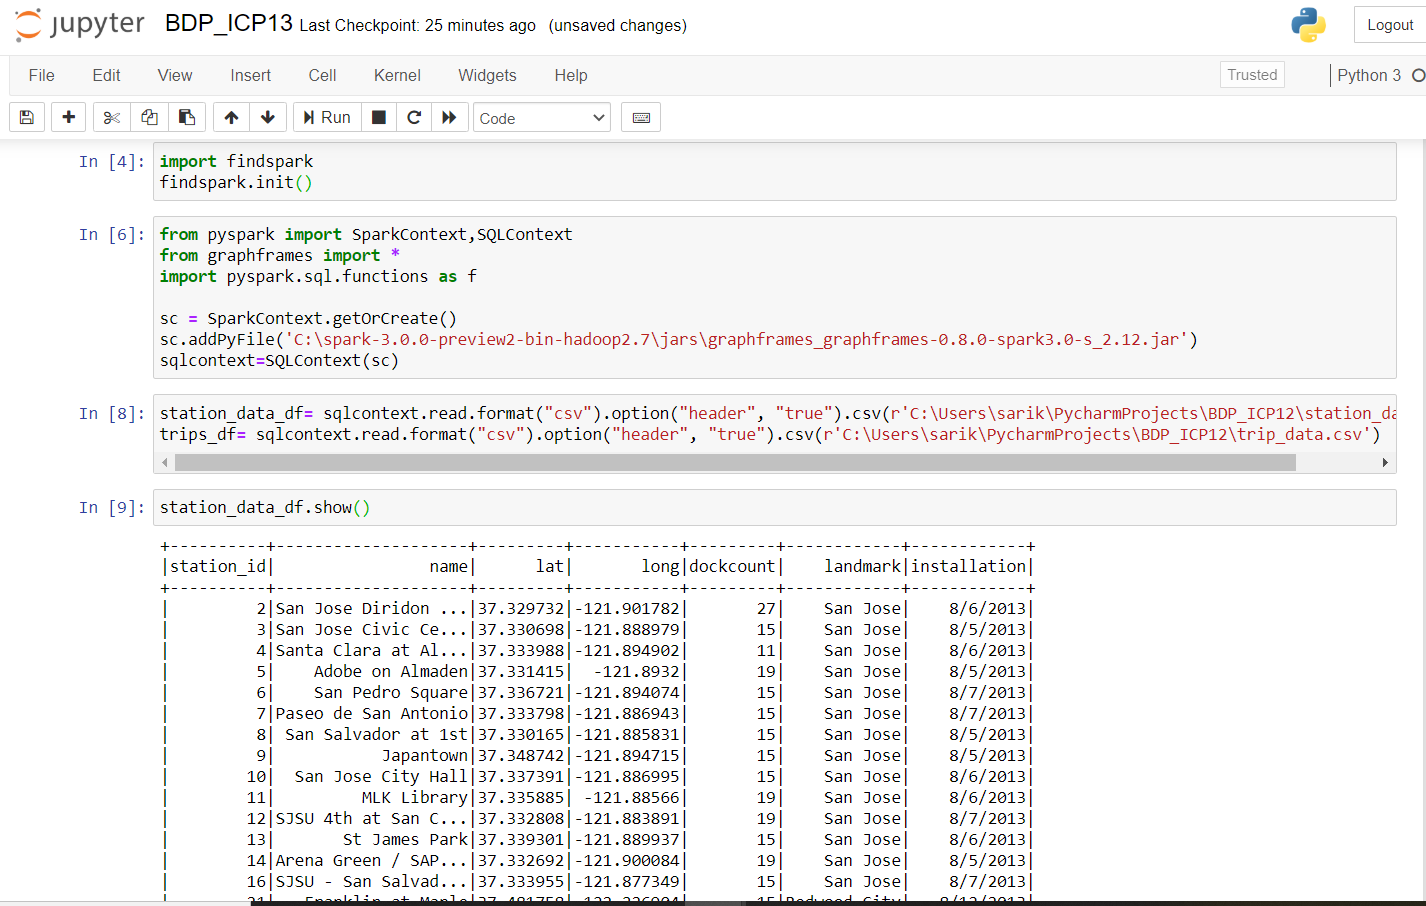 jupyter BDP_ICP13 Last Checkpoint: 25 minutes ago (unsaved changes) Logout
File Edit View Insert Cell Kernel Widgets Help Trusted Python 3
Run Code
In [4]: import findspark
findspark.init()
In [6]: from pyspark import SparkContext,SQLContext
from graphframes import *
import pyspark.sql.functions as f
sc = SparkContext.getOrCreate()
sc.addPyFile('C:\spark-3.0.0-preview2-bin-hadoop2.7\jars\graphframes_graphframes-0.8.0-spark3.0-s_2.12.jar')
sqlcontext=SQLContext(sc)
In [8]: station_data_df= sqlcontext.read.format("csv").option("header", "true").csv(r'C:\Users\sarik\PycharmProjects\BDP_ICP12\station_da
trips_df= sqlcontext.read.format("csv").option("header", "true").csv(r'C:\Users\sarik\PycharmProjects\BDP_ICP12\trip_data.csv')
In [9]: station_data_df.show()
+----------+--------------------+---------+-----------+---------+------------+------------+
|station_id|                name|      lat|       long|dockcount|    landmark|installation|
+----------+--------------------+---------+-----------+---------+------------+------------+
|         2|San Jose Diridon ...|37.329732|-121.901782|       27|    San Jose|    8/6/2013|
|         3|San Jose Civic Ce...|37.330698|-121.888979|       15|    San Jose|    8/5/2013|
|         4|Santa Clara at Al...|37.333988|-121.894902|       11|    San Jose|    8/6/2013|
|         5|    Adobe on Almaden|37.331415|  -121.8932|       19|    San Jose|    8/5/2013|
|         6|    San Pedro Square|37.336721|-121.894074|       15|    San Jose|    8/7/2013|
|         7|Paseo de San Antonio|37.333798|-121.886943|       15|    San Jose|    8/7/2013|
|         8| San Salvador at 1st|37.330165|-121.885831|       15|    San Jose|    8/5/2013|
|         9|           Japantown|37.348742|-121.894715|       15|    San Jose|    8/5/2013|
|        10|  San Jose City Hall|37.337391|-121.886995|       15|    San Jose|    8/6/2013|
|        11|         MLK Library|37.335885| -121.88566|       19|    San Jose|    8/6/2013|
|        12|SJSU 4th at San C...|37.332808|-121.883891|       19|    San Jose|    8/7/2013|
|        13|       St James Park|37.339301|-121.889937|       15|    San Jose|    8/6/2013|
|        14|Arena Green / SAP...|37.332692|-121.900084|       19|    San Jose|    8/5/2013|
|        16|SJSU - San Salvad...|37.333955|-121.877349|       15|    San Jose|    8/7/2013|